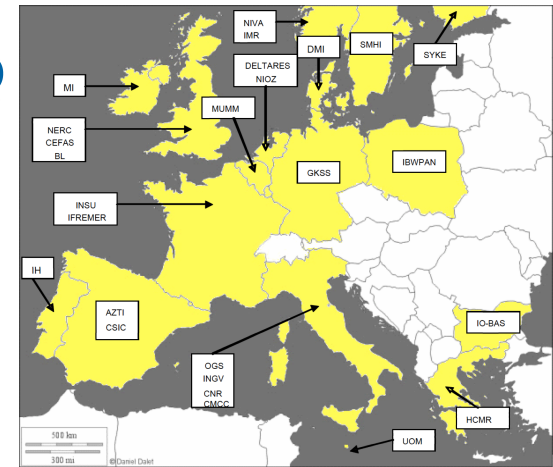 NIVA
IMR
DMI
SMHI
SYKE
DELTARES
NIOZ
MI
MUMM
NERC
CEFAS
BL
GKSS
IBWPAN
INSU
IFREMER
IH
AZTI
CSIC
IO-BAS
OGS
INGV
CNR
CMCC
HCMR
UOM
500 km
300 mi
©Daniel Dalet